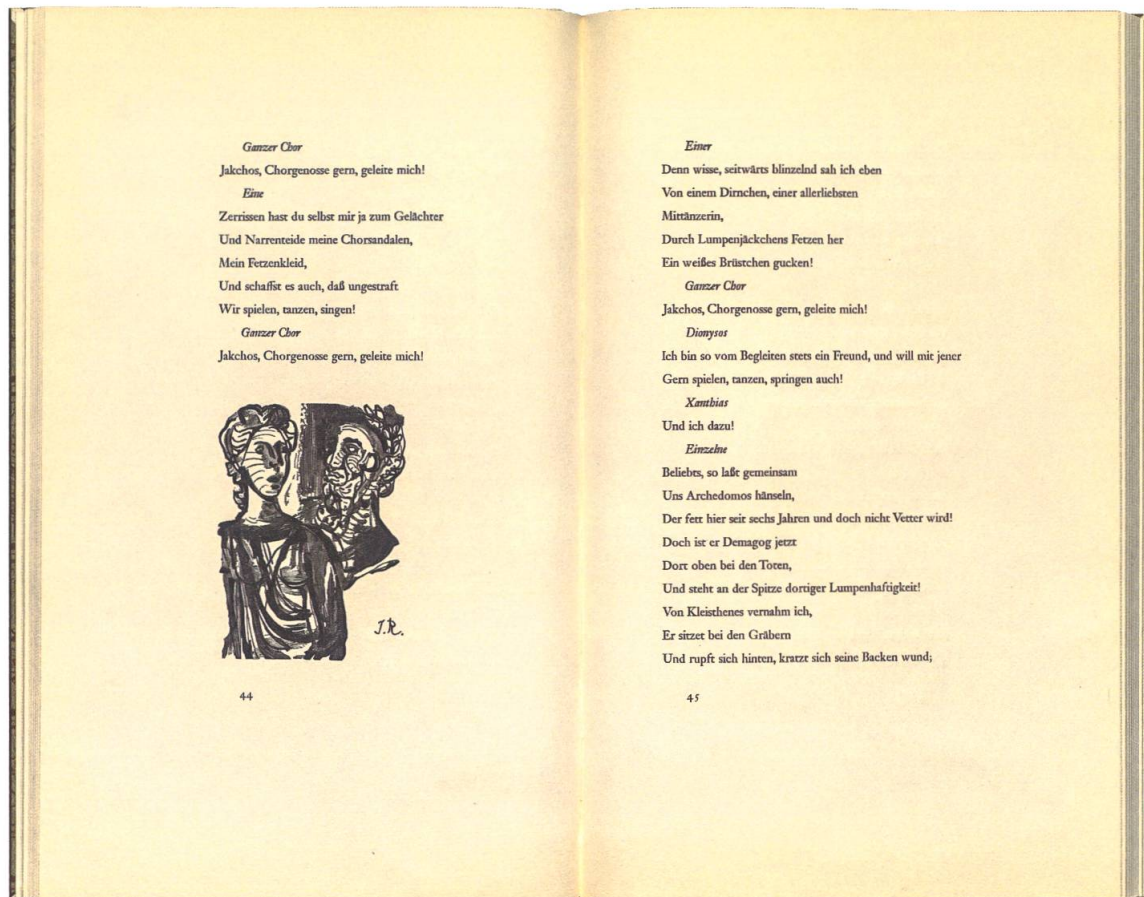 Ganzer Chor
Jakchos, Chorgenosse gern, geleite mich!
Eine
Zerrissen hast du selbst mir ja zum Gelächter
Und Narrenteide meine Chorsandalen,
Mein Fetzenkleid,
Und schaffst es auch, daß ungestraft
Wir spielen, tanzen, singen!
Ganzer Chor
Jakchos, Chorgenosse gern, geleite mich!
J.R.
44
Einer
Denn wisse, seitwärts blinzelnd sah ich eben
Von einem Dirnchen, einer allerliebsten
Mittänzerin,
Durch Lumpenjäckchens Fetzen her
Ein weißes Brüstchen gucken!
Ganzer Chor
Jakchos, Chorgenosse gern, geleite mich!
Dionysos
Ich bin so vom Begleiten stets ein Freund, und will mit jener
Gern spielen, tanzen, springen auch!
Xanthias
Und ich dazu!
Einzelne
Beliebts, so laßt gemeinsam
Uns Archedomos hänseln,
Der fett hier seit sechs Jahren und doch nicht Vetter wird!
Doch ist er Demagog jetzt
Dort oben bei den Toten,
Und steht an der Spitze dortiger Lumpenhaftigkeit!
Von Kleisthenes vernahm ich,
Er sitzet bei den Gräbern
Und rupft sich hinten, kratzt sich seine Backen wund;
45